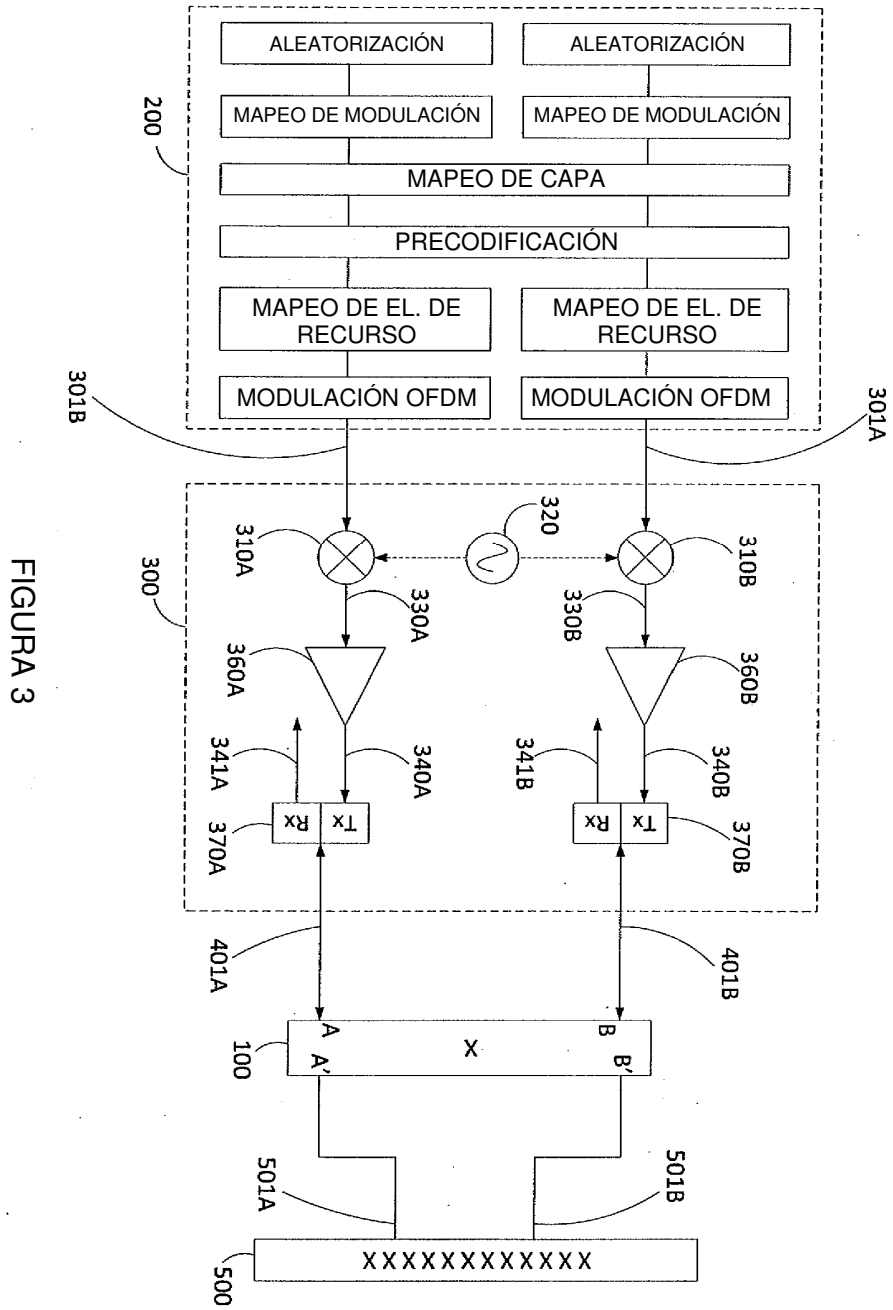 ALEATORIZACIÓN
ALEATORIZACIÓN
MAPEO DE MODULACIÓN
MAPEO DE MODULACIÓN
200
MAPEO DE CAPA
PRECODIFICACIÓN
MAPEO DE EL. DE
RECURSO
MAPEO DE EL. DE
RECURSO
MODULACIÓN OFDM
MODULACIÓN OFDM
301B
301A
320
310A
310B
300
330A
330B
360A
360B
341A
340A
341B
340B
Rx
Tx
Rx
Tx
370A
370B
401A
401B
A
B
X
A'
B'
100
501A
501B
XXXXXXXXXXXX
500
FIGURA 3